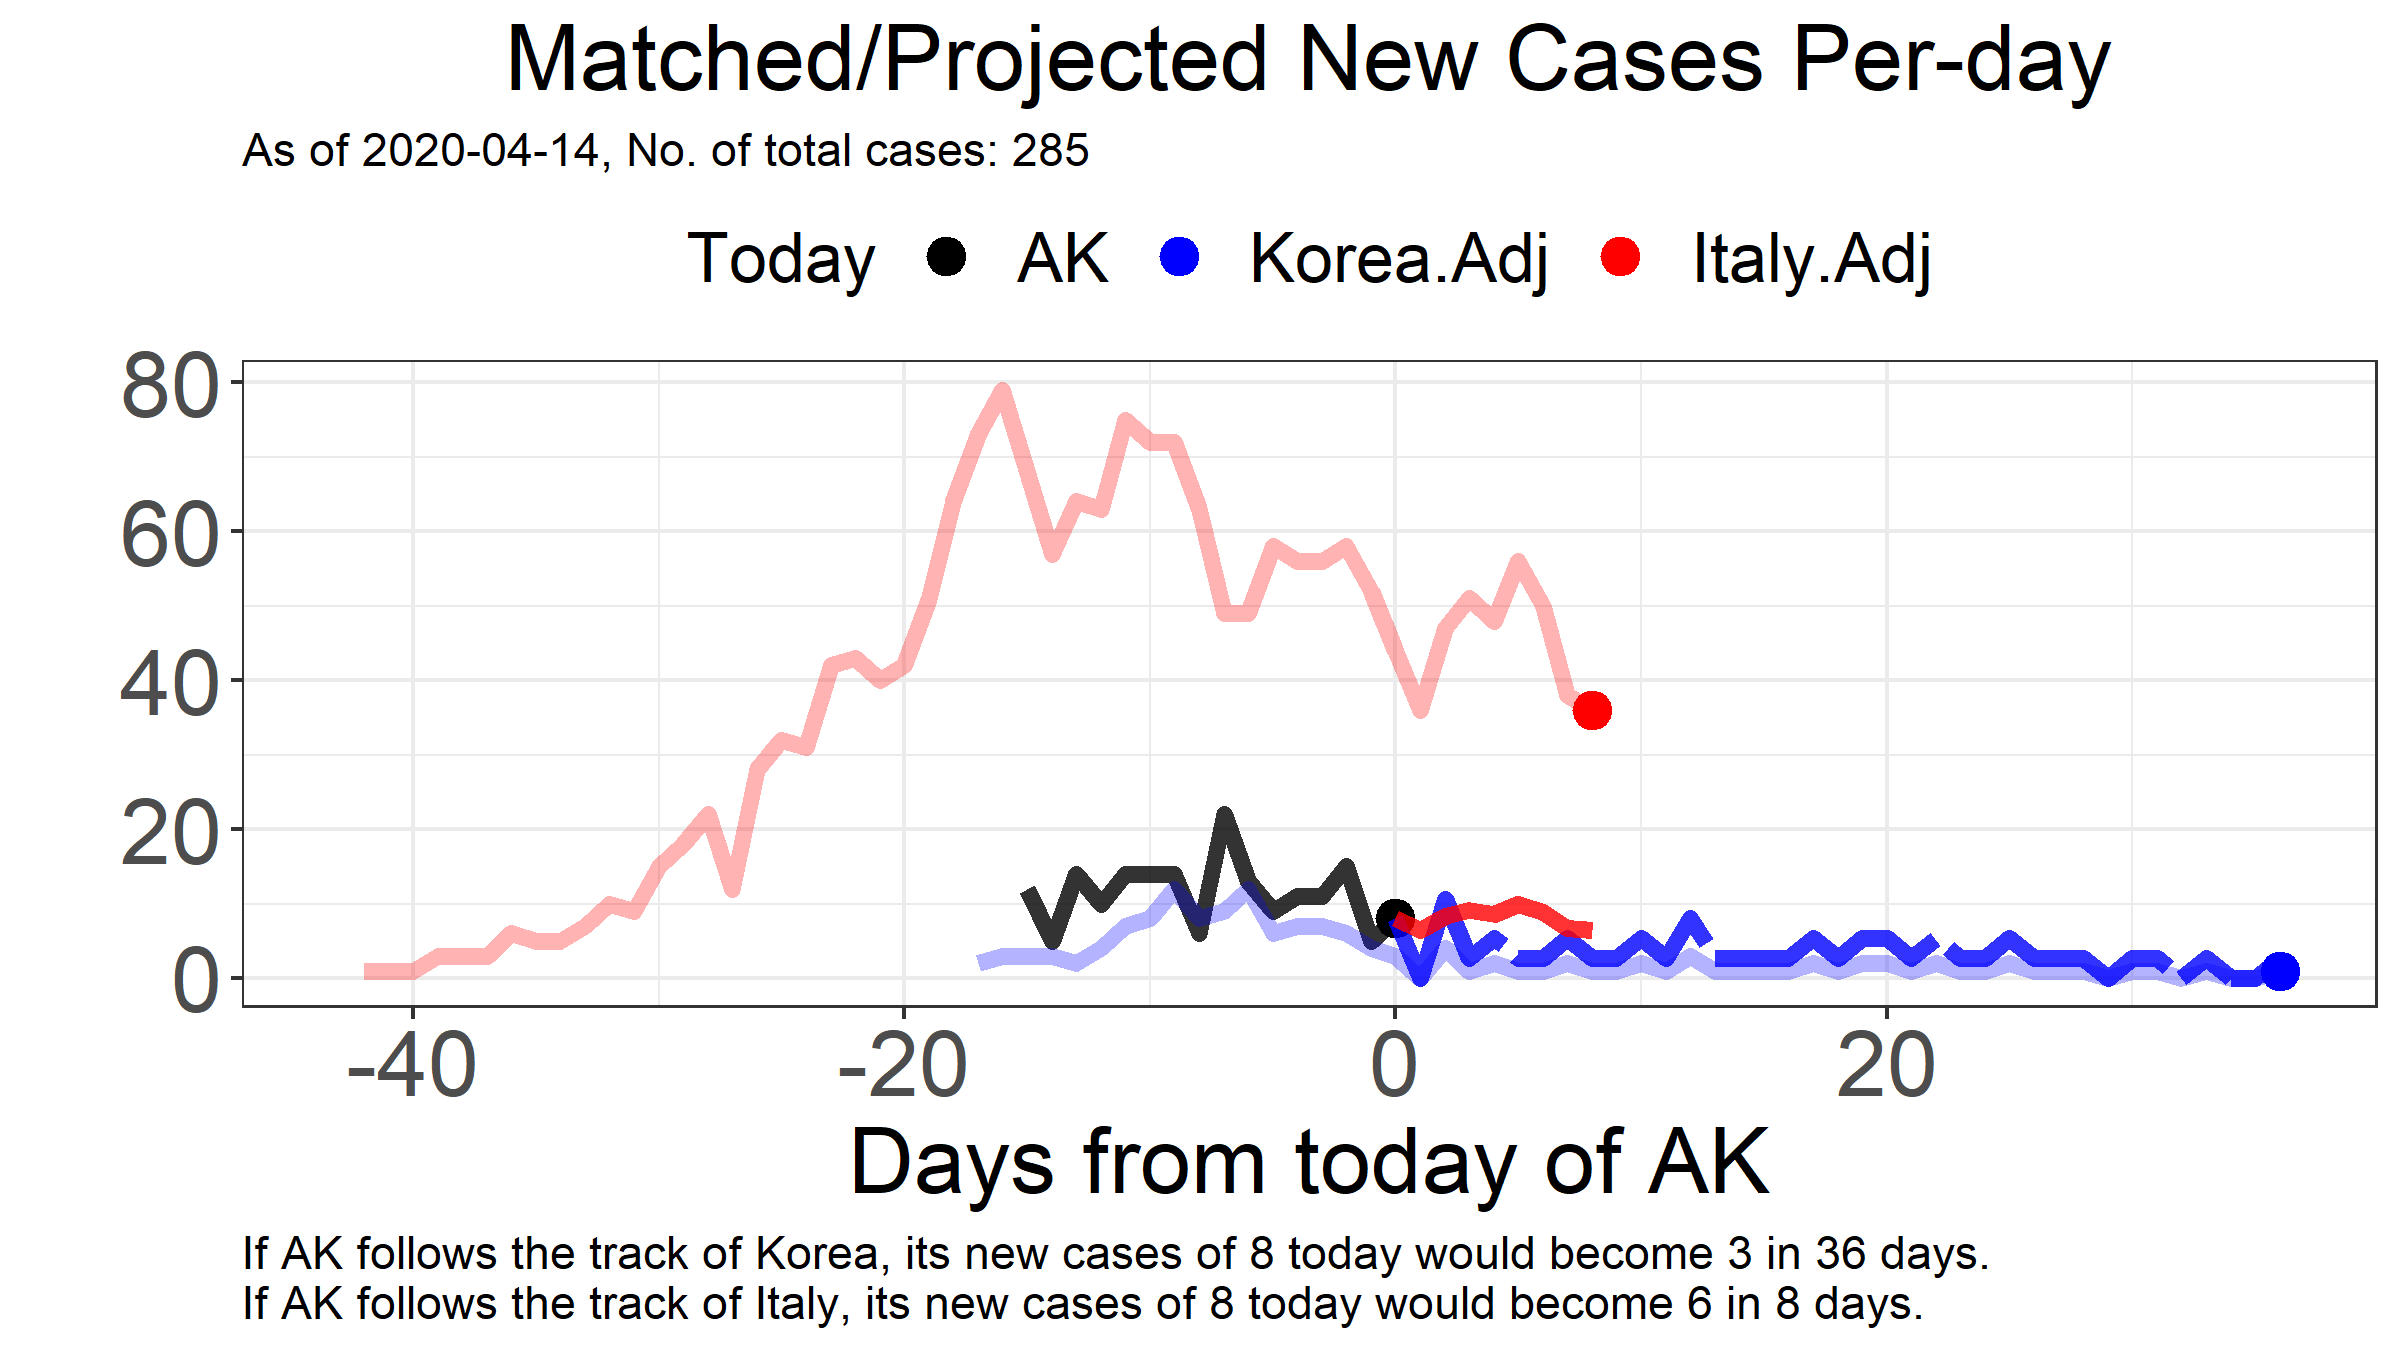 Matched/Projected New Cases Per-day
As of 2020-04-14, No. of total cases: 285
Today AK Korea.Adj Italy.Adj
80
60
40
20
0
-40 -20 0 20
Days from today of AK
If AK follows the track of Korea, its new cases of 8 today would become 3 in 36 days.
If AK follows the track of Italy, its new cases of 8 today would become 6 in 8 days.